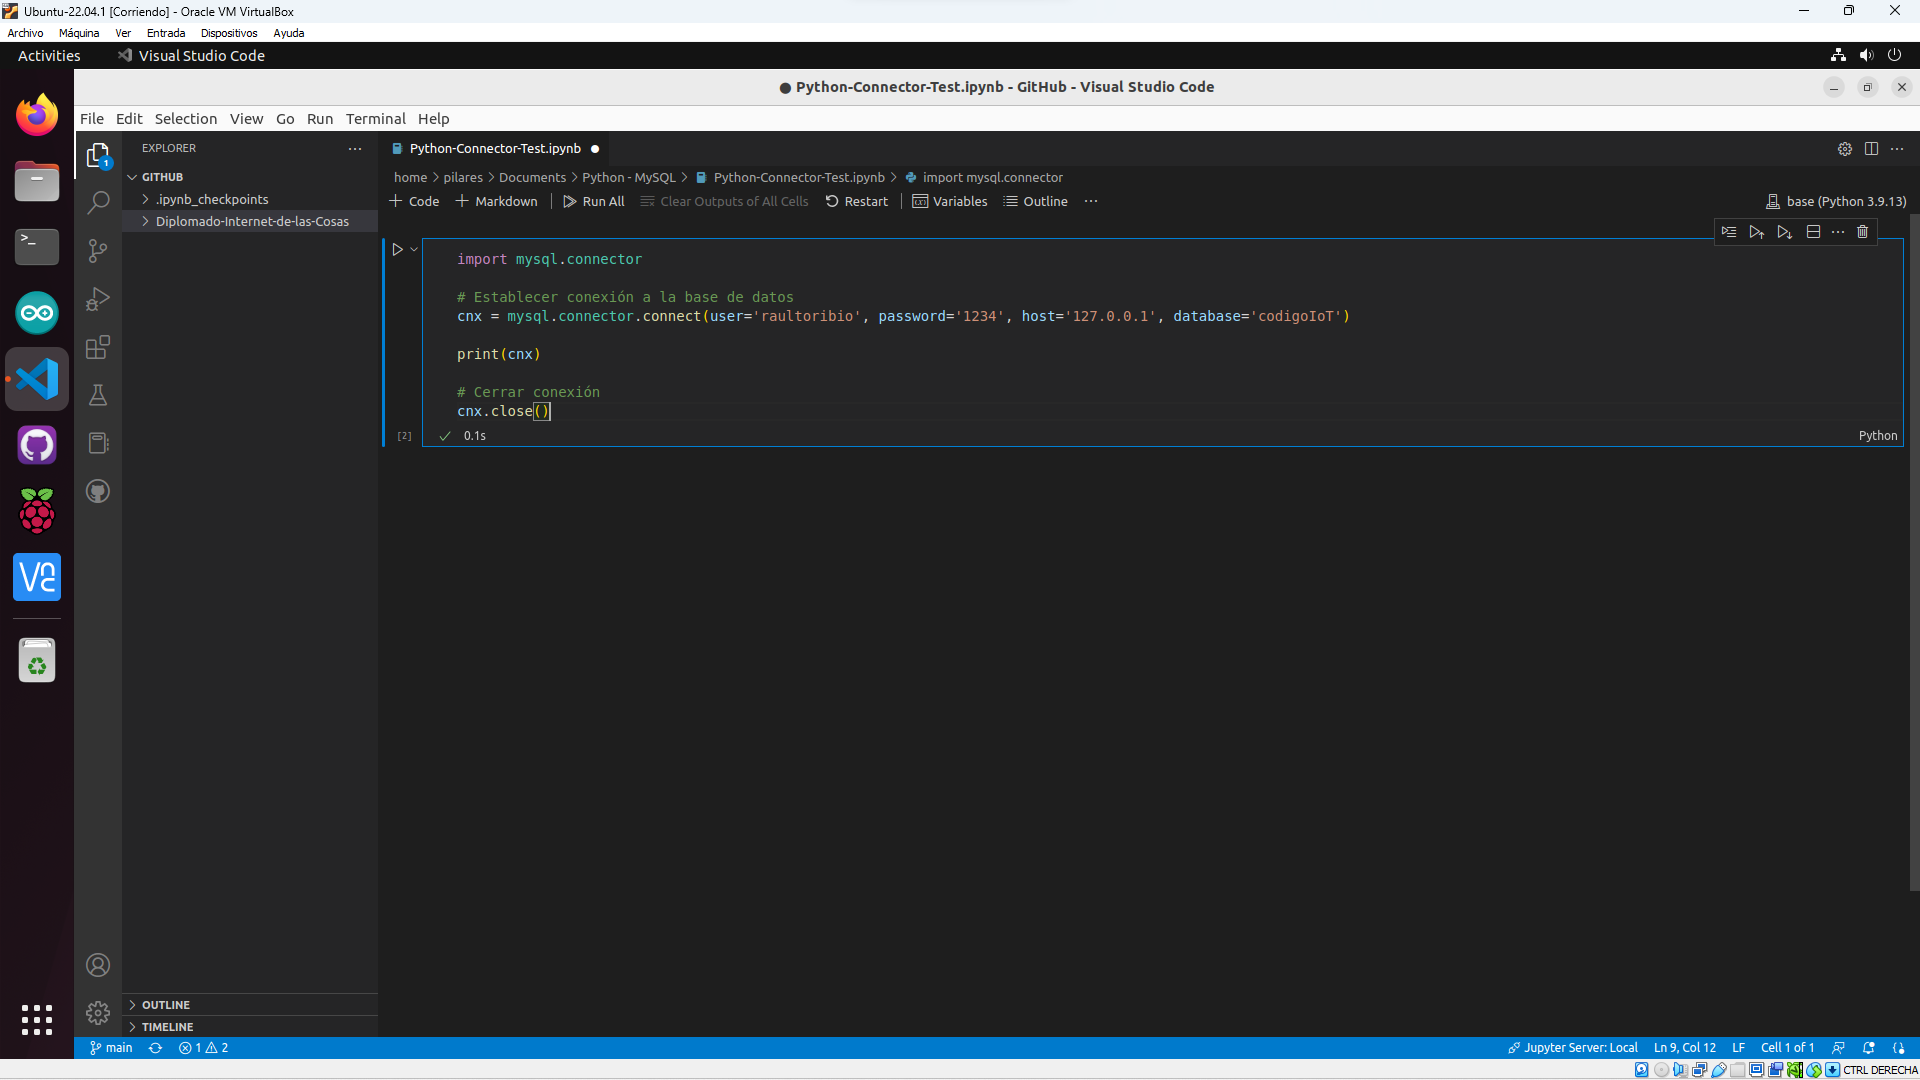 Ubuntu-22.04.1 [Corriendo] - Oracle VM VirtualBox
Archivo Máquina Ver Entrada Dispositivos Ayuda
Activities Visual Studio Code
● Python-Connector-Test.ipynb - GitHub - Visual Studio Code
File Edit Selection View Go Run Terminal Help
EXPLORER
Python-Connector-Test.ipynb
1
GITHUB
home > pilares > Documents > Python - MySQL > Python-Connector-Test.ipynb > import mysql.connector
.ipynb_checkpoints
+ Code + Markdown Run All Clear Outputs of All Cells Restart Variables Outline base (Python 3.9.13)
Diplomado-Internet-de-las-Cosas
import mysql.connector
# Establecer conexión a la base de datos
cnx = mysql.connector.connect(user='raultoribio', password='1234', host='127.0.0.1', database='codigoIoT')
print(cnx)
# Cerrar conexión
cnx.close()
[2] 0.1s Python
OUTLINE
TIMELINE
main 1 2 Jupyter Server: Local Ln 9, Col 12 LF Cell 1 of 1
CTRL DERECHA